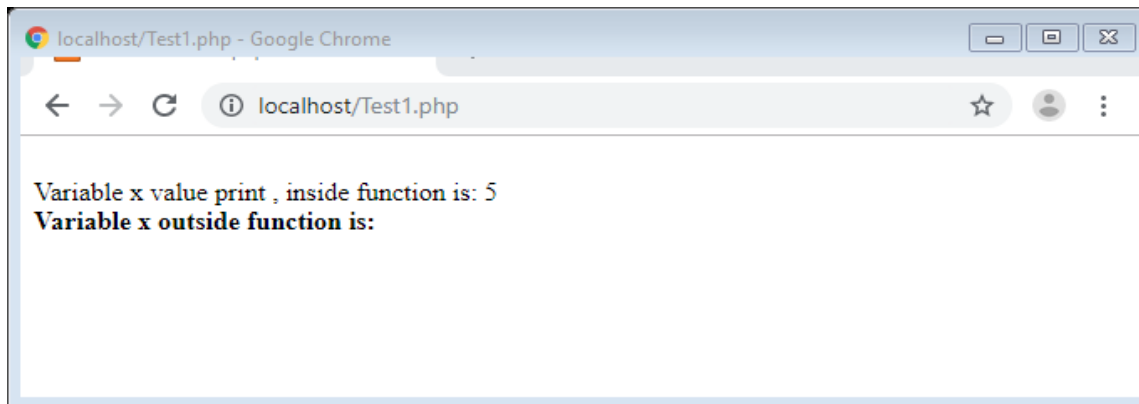 localhost/Test1.php - Google Chrome
localhost/Test1.php
Variable x value print , inside function is: 5
Variable x outside function is: